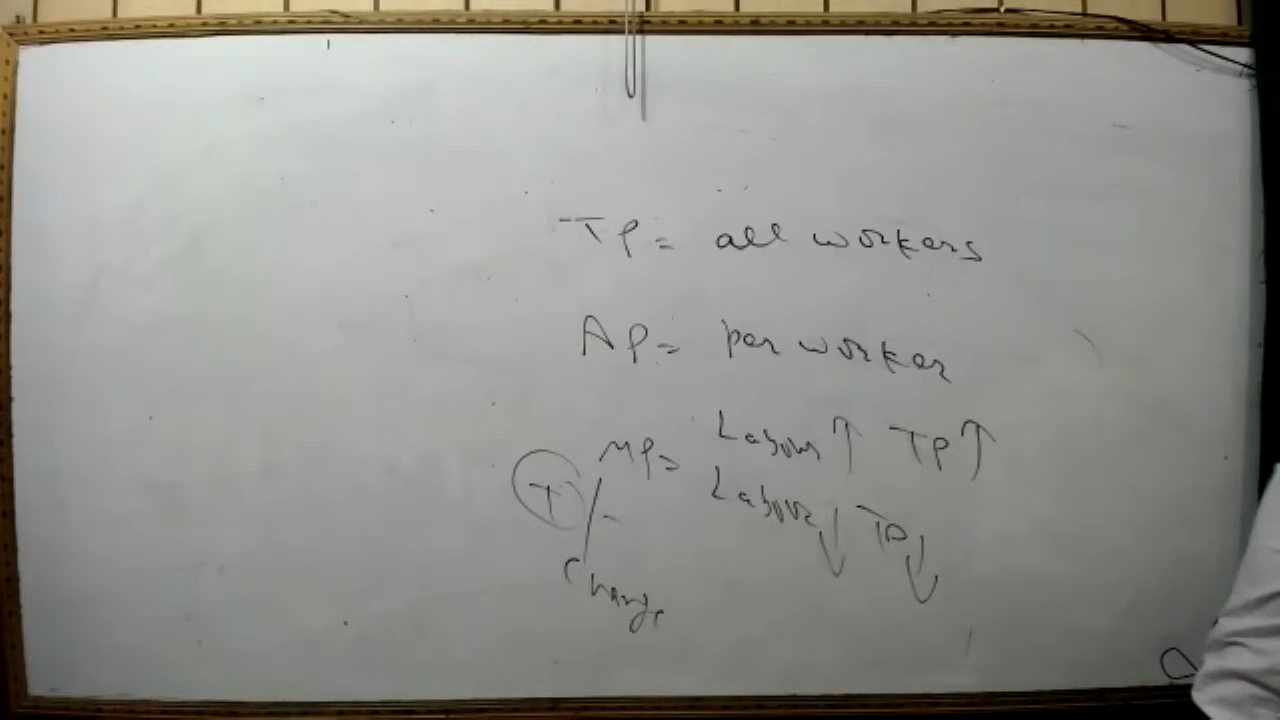 TP = all workers
AP = per worker
MP = Labour ↑ TP ↑
Labour ↓ TP ↓
+ / -
change